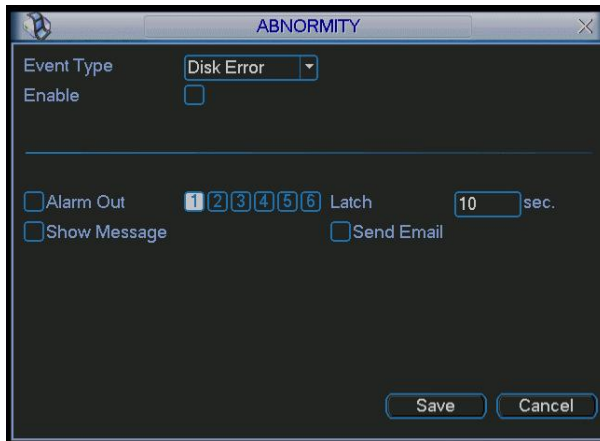 ABNORMITY
Event Type Disk Error
Enable
Alarm Out 1 2 3 4 5 6 Latch 10 sec.
Show Message Send Email
Save Cancel